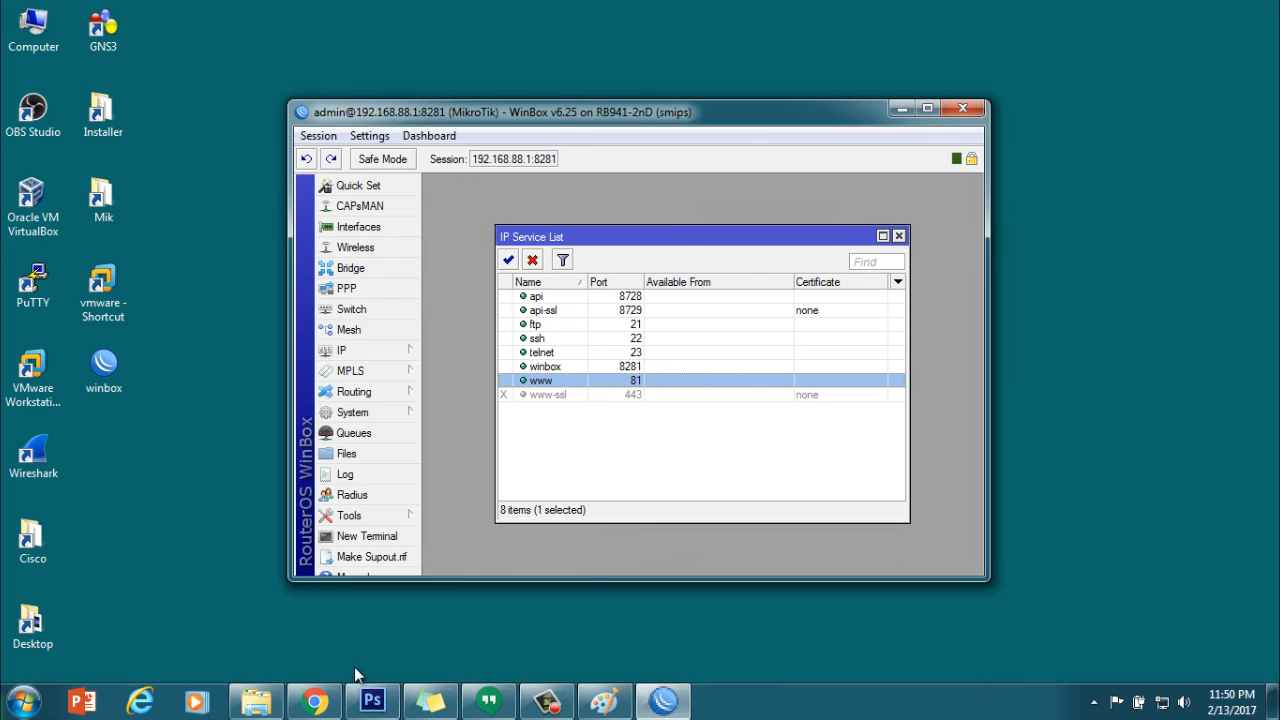 Computer
GNS3
OBS Studio
Installer
Oracle VM
VirtualBox
Mik
PuTTY
vmware -
Shortcut
VMware
Workstati...
winbox
Wireshark
Cisco
Desktop
admin@192.168.88.1:8281 (MikroTik) - WinBox v6.25 on RB941-2nD (smips)
Session Settings Dashboard
Safe Mode Session: 192.168.88.1:8281
RouterOS WinBox
Quick Set
CAPsMAN
Interfaces
Wireless
Bridge
PPP
Switch
Mesh
IP
MPLS
Routing
System
Queues
Files
Log
Radius
Tools
New Terminal
Make Supout.rif
IP Service List
Find
Name Port Available From Certificate
api 8728
api-ssl 8729 none
ftp 21
ssh 22
telnet 23
winbox 8281
www 81
X www-ssl 443 none
8 items (1 selected)
Ps
11:50 PM
2/13/2017